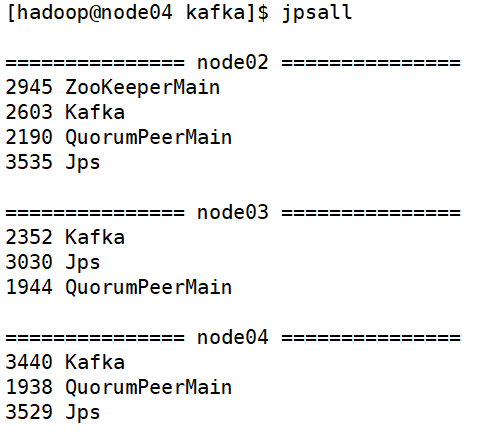 [hadoop@node04 kafka]$ jpsall
=============== node02 ===============
2945 ZooKeeperMain
2603 Kafka
2190 QuorumPeerMain
3535 Jps
=============== node03 ===============
2352 Kafka
3030 Jps
1944 QuorumPeerMain
=============== node04 ===============
3440 Kafka
1938 QuorumPeerMain
3529 Jps